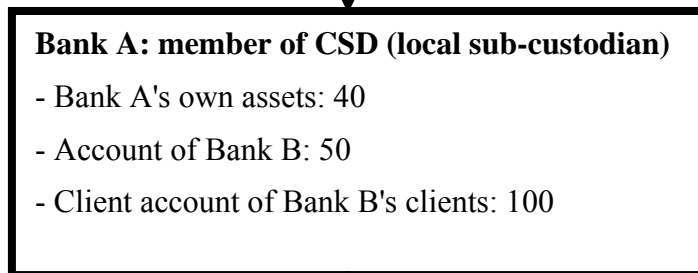 Bank A: member of CSD (local sub-custodian)
- Bank A's own assets: 40
- Account of Bank B: 50
- Client account of Bank B's clients: 100